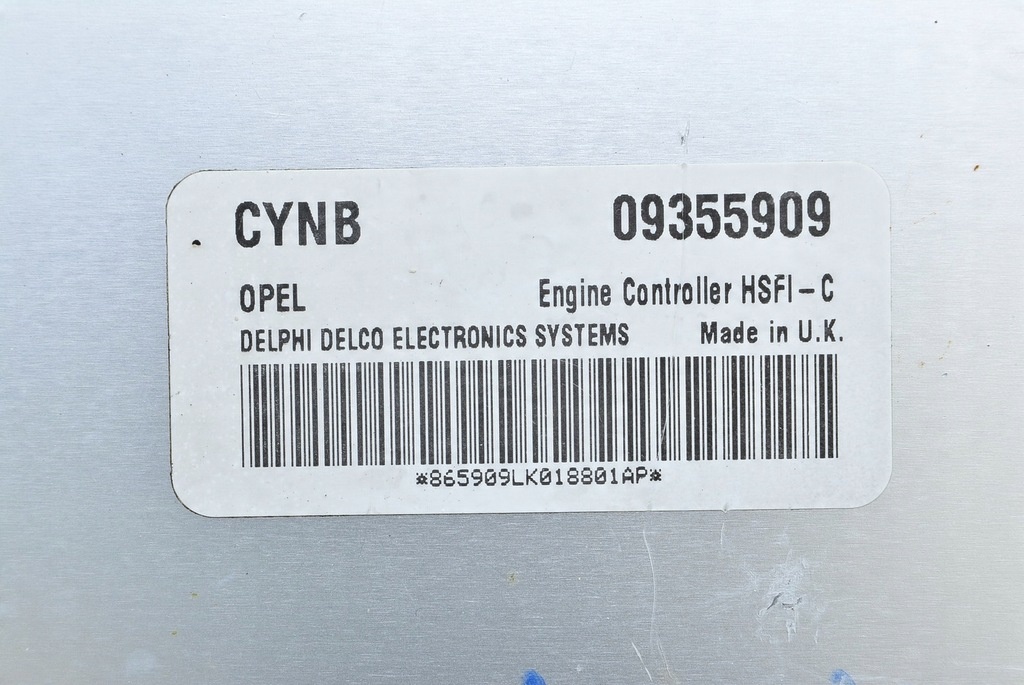 CYNB 09355909
OPEL Engine Controller HSFI-C
DELPHI DELCO ELECTRONICS SYSTEMS Made in U.K.
*865909LK018801AP*